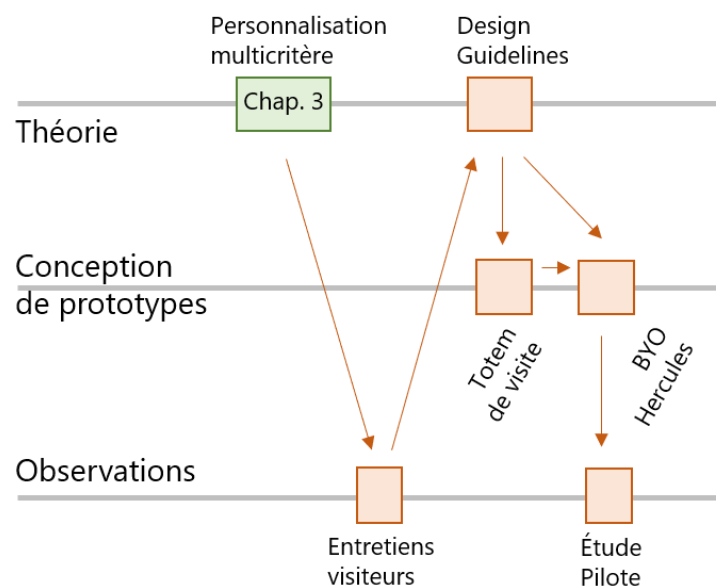 Personnalisation
multicritère
Design
Guidelines
Chap. 3
Théorie
Conception
de prototypes
Totem
de visite
BYO
Hercules
Observations
Entretiens
visiteurs
Étude
Pilote